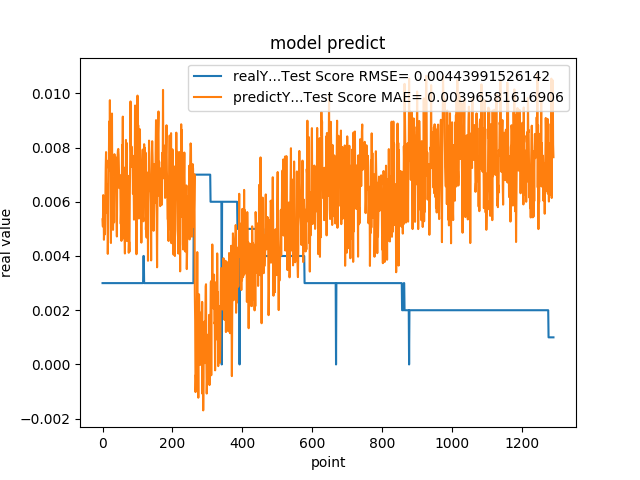 model predict
realY...Test Score RMSE= 0.00443991526142
predictY...Test Score MAE= 0.00396581616906
real value
0.010
0.008
0.006
0.004
0.002
0.000
−0.002
0 200 400 600 800 1000 1200
point